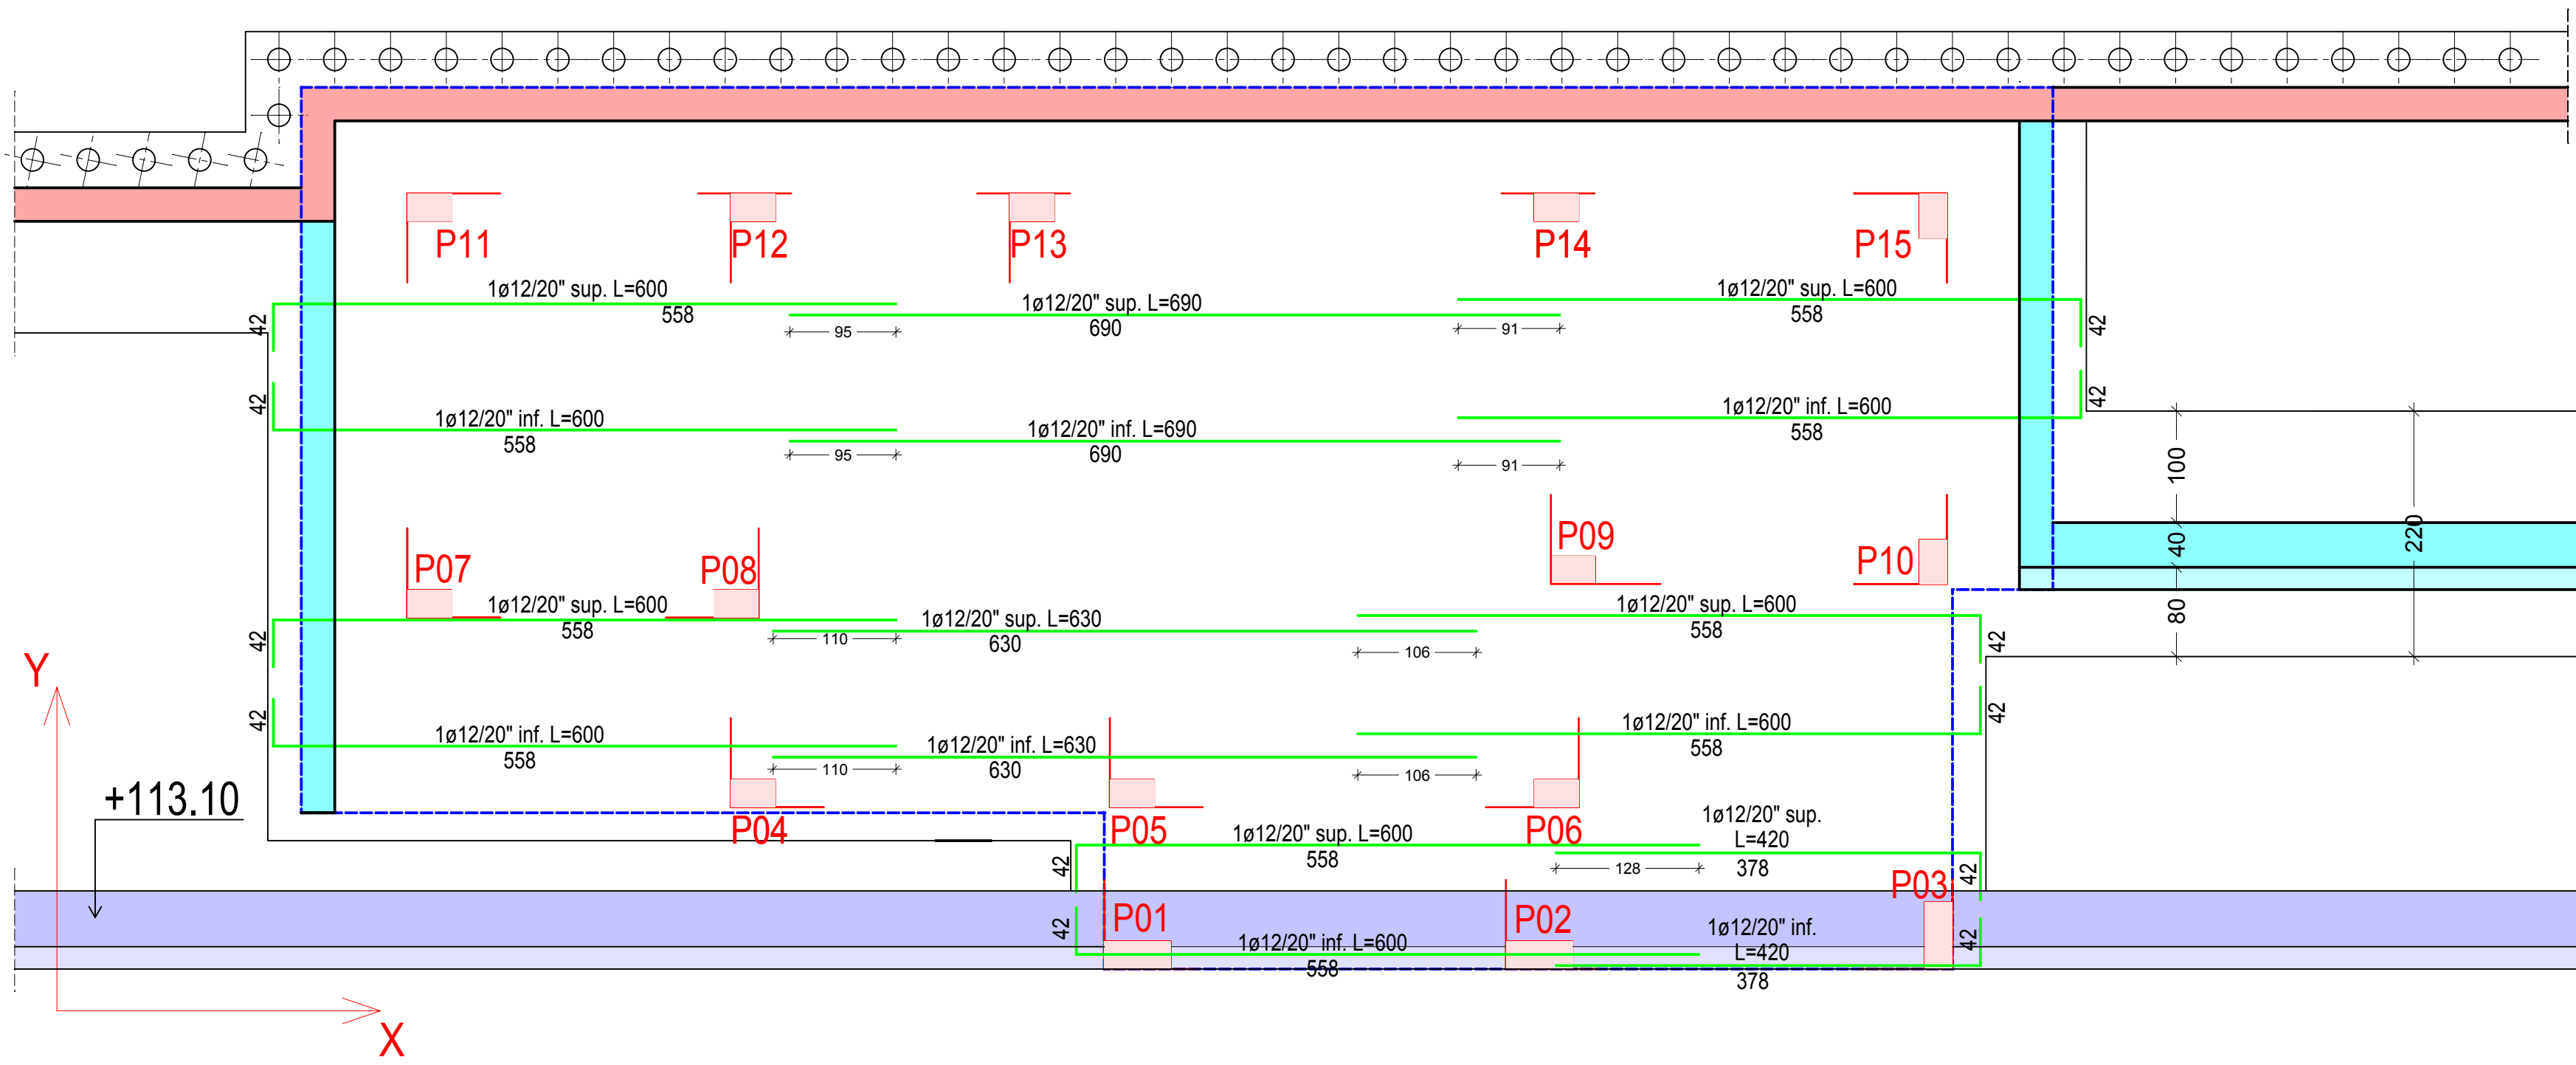 P11
P12
P13
P14
P15
1ø12/20" sup. L=600
558
1ø12/20" sup. L=690
690
1ø12/20" sup. L=600
558
42
95
91
42
42
1ø12/20" inf. L=600
558
1ø12/20" inf. L=690
690
1ø12/20" inf. L=600
558
42
95
91
100
40
80
220
P07
P08
P09
P10
1ø12/20" sup. L=600
558
1ø12/20" sup. L=630
630
1ø12/20" sup. L=600
558
42
110
106
42
42
1ø12/20" inf. L=600
558
1ø12/20" inf. L=630
630
1ø12/20" inf. L=600
558
42
110
106
Y
+113.10
P04
P05
P06
1ø12/20" sup. L=600
558
1ø12/20" sup.
L=420
378
42
128
42
P03
P01
P02
42
1ø12/20" inf. L=600
558
1ø12/20" inf.
L=420
378
42
X